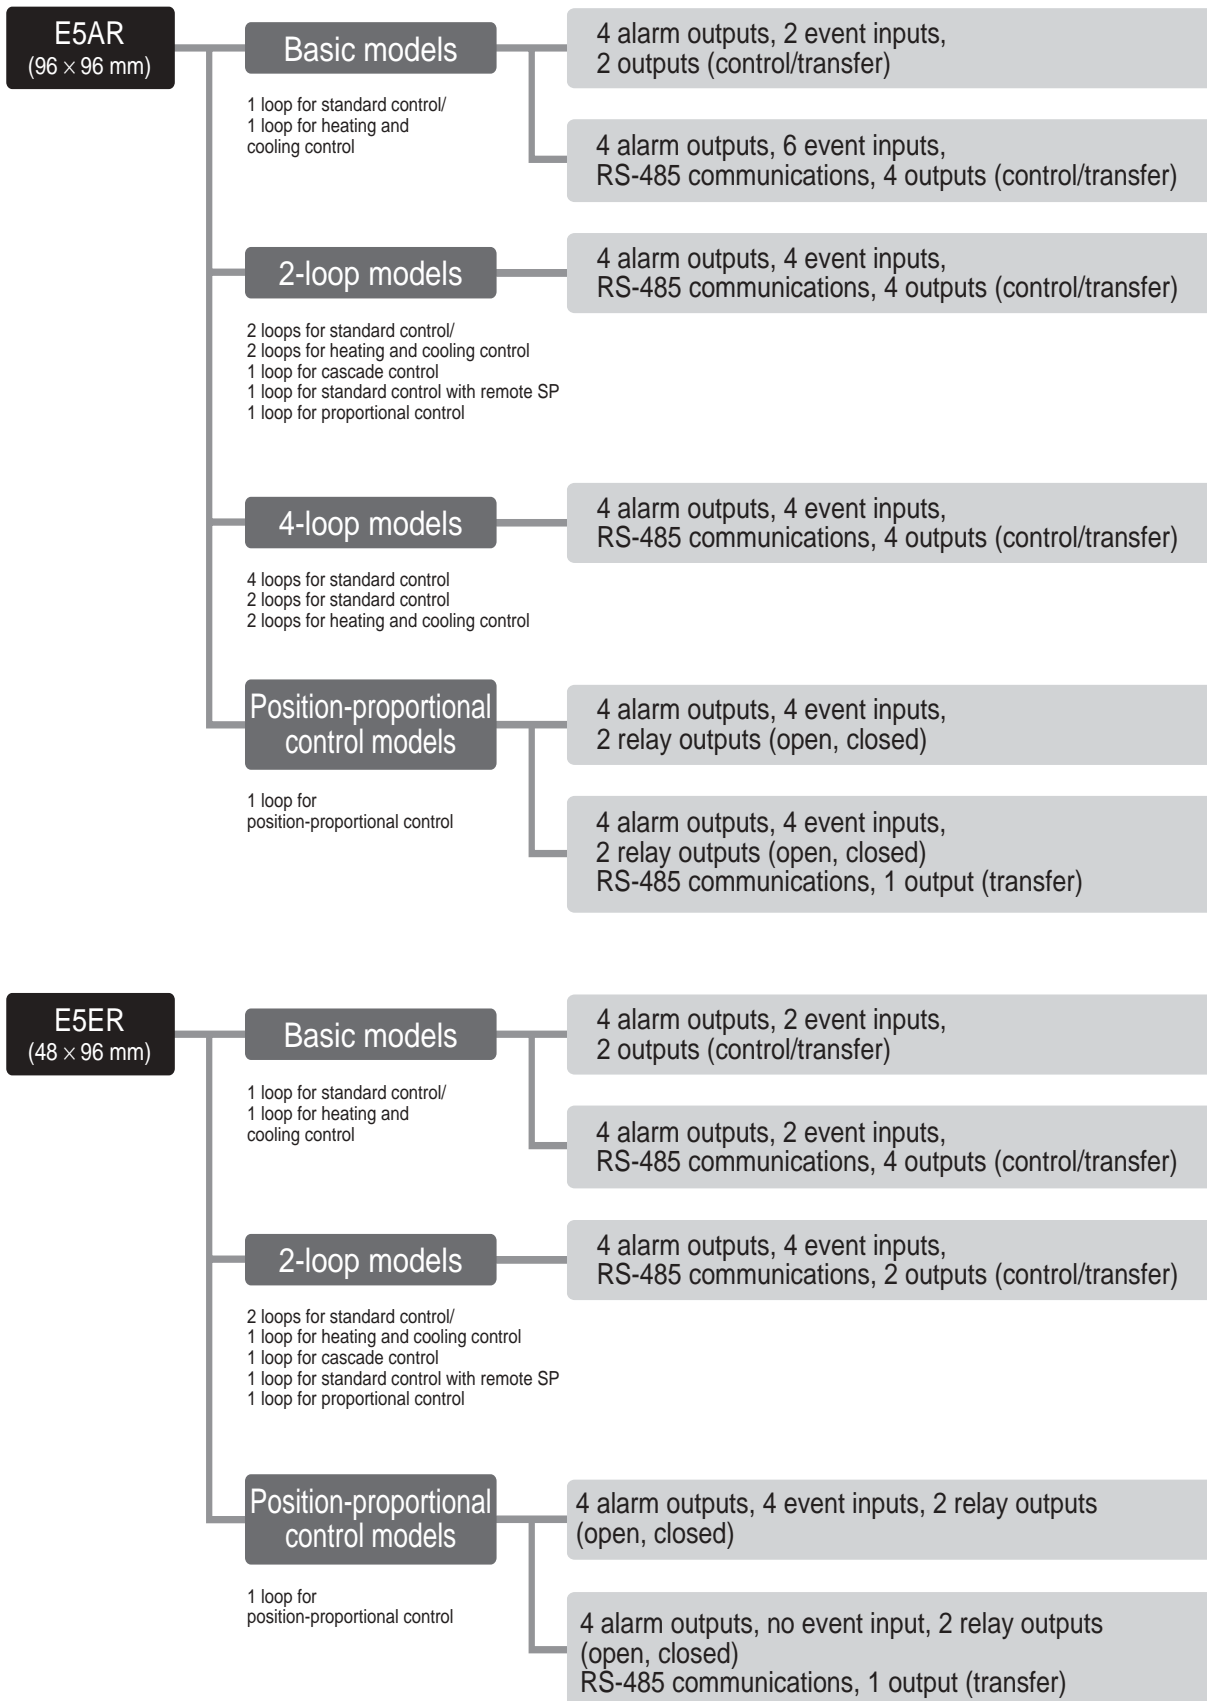 E5AR
(96 × 96 mm)
Basic models
1 loop for standard control/
1 loop for heating and
cooling control
4 alarm outputs, 2 event inputs,
2 outputs (control/transfer)
4 alarm outputs, 6 event inputs,
RS-485 communications, 4 outputs (control/transfer)
2-loop models
2 loops for standard control/
2 loops for heating and cooling control
1 loop for cascade control
1 loop for standard control with remote SP
1 loop for proportional control
4 alarm outputs, 4 event inputs,
RS-485 communications, 4 outputs (control/transfer)
4-loop models
4 loops for standard control
2 loops for standard control
2 loops for heating and cooling control
4 alarm outputs, 4 event inputs,
RS-485 communications, 4 outputs (control/transfer)
Position-proportional
control models
1 loop for
position-proportional control
4 alarm outputs, 4 event inputs,
2 relay outputs (open, closed)
4 alarm outputs, 4 event inputs,
2 relay outputs (open, closed)
RS-485 communications, 1 output (transfer)
E5ER
(48 × 96 mm)
Basic models
1 loop for standard control/
1 loop for heating and
cooling control
4 alarm outputs, 2 event inputs,
2 outputs (control/transfer)
4 alarm outputs, 2 event inputs,
RS-485 communications, 4 outputs (control/transfer)
2-loop models
2 loops for standard control/
1 loop for heating and cooling control
1 loop for cascade control
1 loop for standard control with remote SP
1 loop for proportional control
4 alarm outputs, 4 event inputs,
RS-485 communications, 2 outputs (control/transfer)
Position-proportional
control models
1 loop for
position-proportional control
4 alarm outputs, 4 event inputs, 2 relay outputs
(open, closed)
4 alarm outputs, no event input, 2 relay outputs
(open, closed)
RS-485 communications, 1 output (transfer)